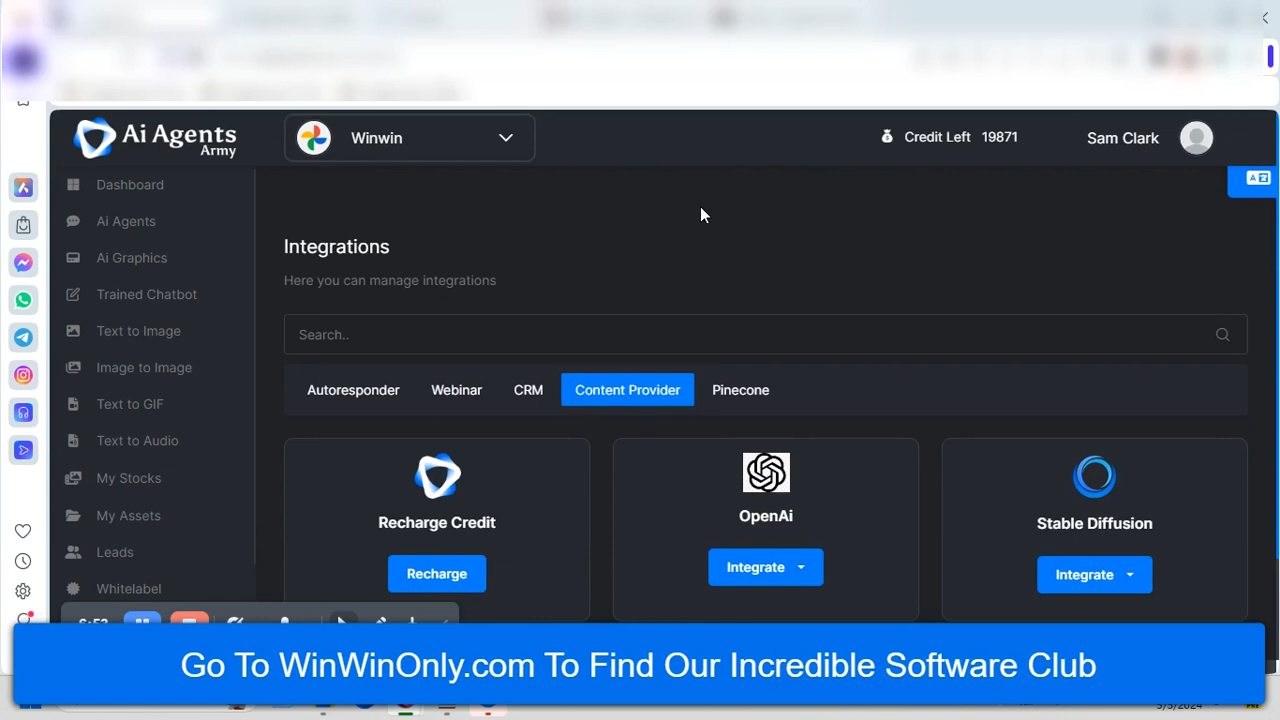 Ai Agents
Army
Winwin
Credit Left 19871
Sam Clark
Dashboard
Ai Agents
Ai Graphics
Trained Chatbot
Text to Image
Image to Image
Text to GIF
Text to Audio
My Stocks
My Assets
Leads
Whitelabel
Integrations
Here you can manage integrations
Search..
Autoresponder Webinar CRM Content Provider Pinecone
Recharge Credit
Recharge
OpenAi
Integrate
Stable Diffusion
Integrate
Go To WinWinOnly.com To Find Our Incredible Software Club